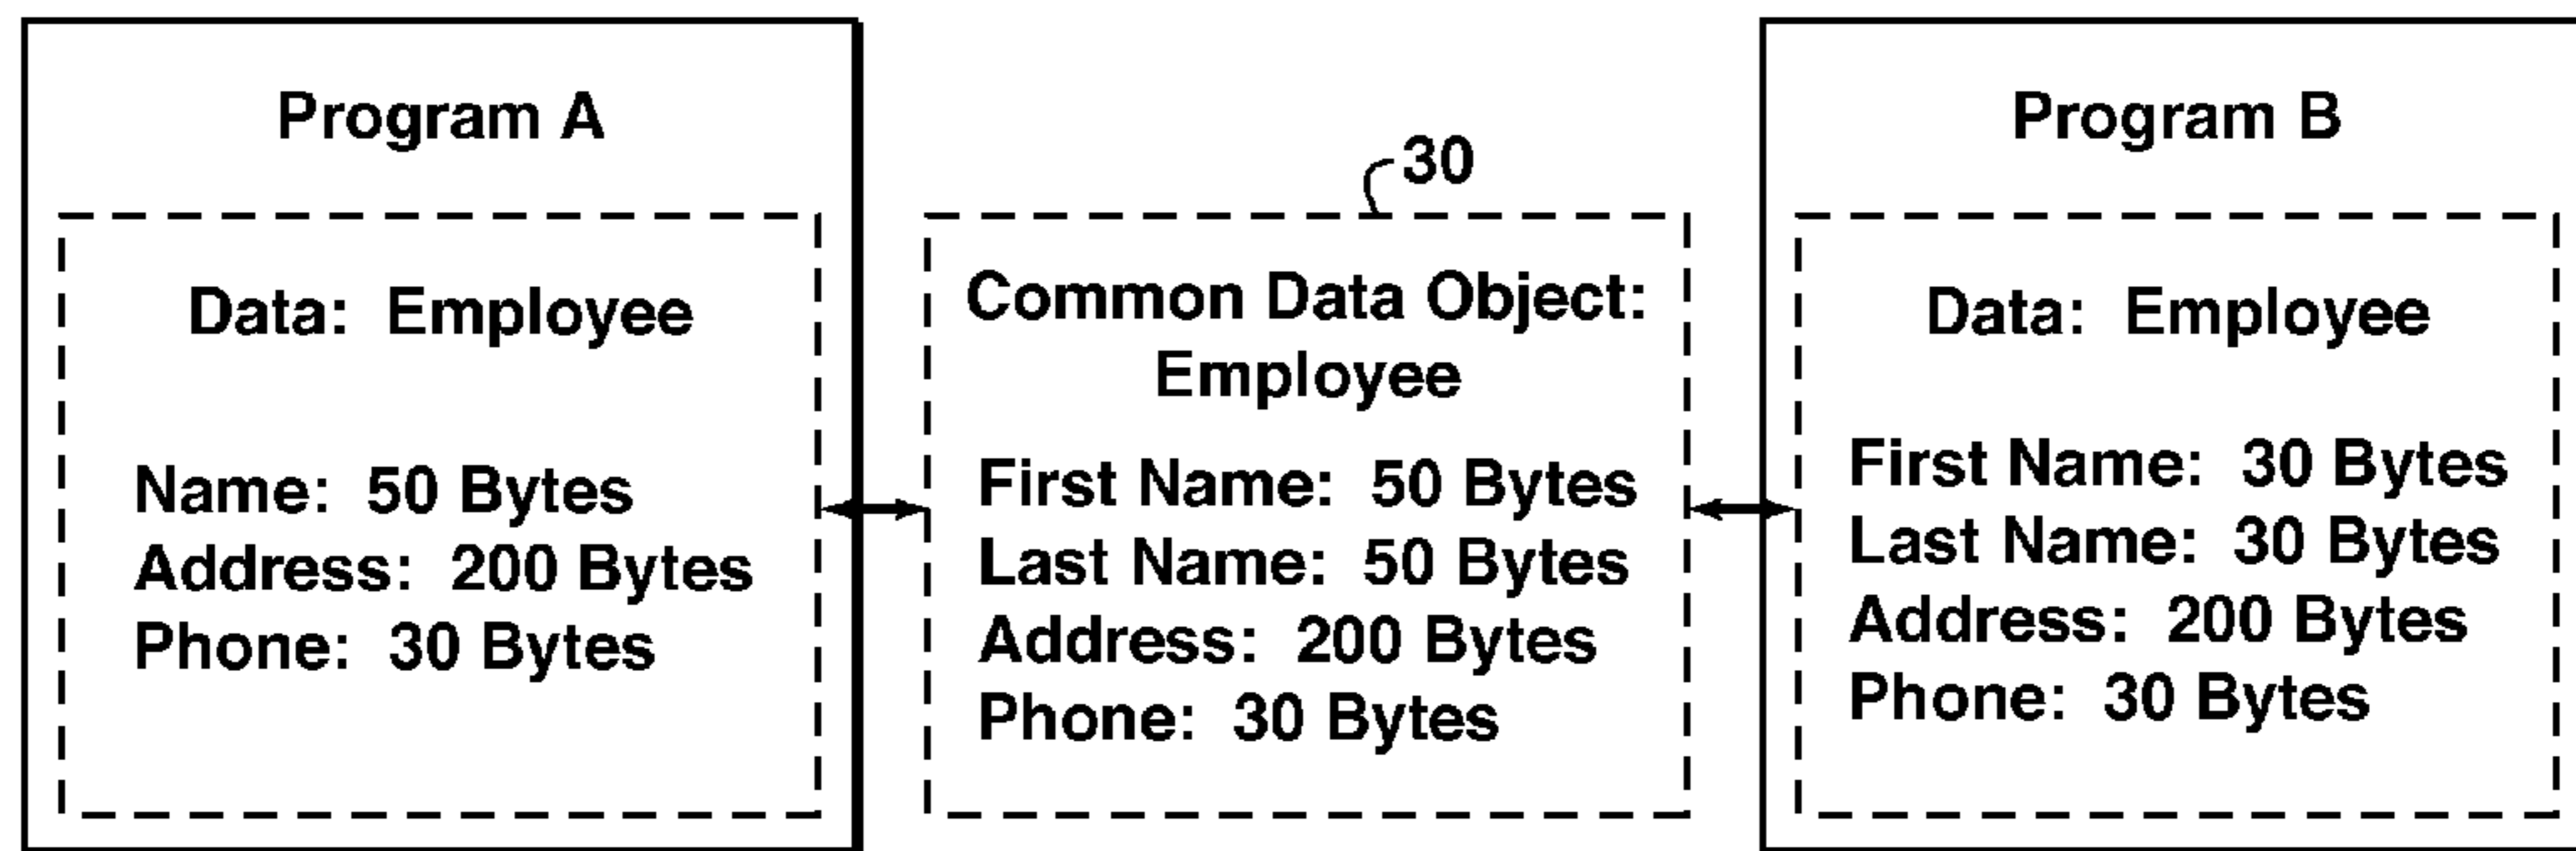 Program A
Data: Employee
Name: 50 Bytes
Address: 200 Bytes
Phone: 30 Bytes
30
Common Data Object:
Employee
First Name: 50 Bytes
Last Name: 50 Bytes
Address: 200 Bytes
Phone: 30 Bytes
Program B
Data: Employee
First Name: 30 Bytes
Last Name: 30 Bytes
Address: 200 Bytes
Phone: 30 Bytes